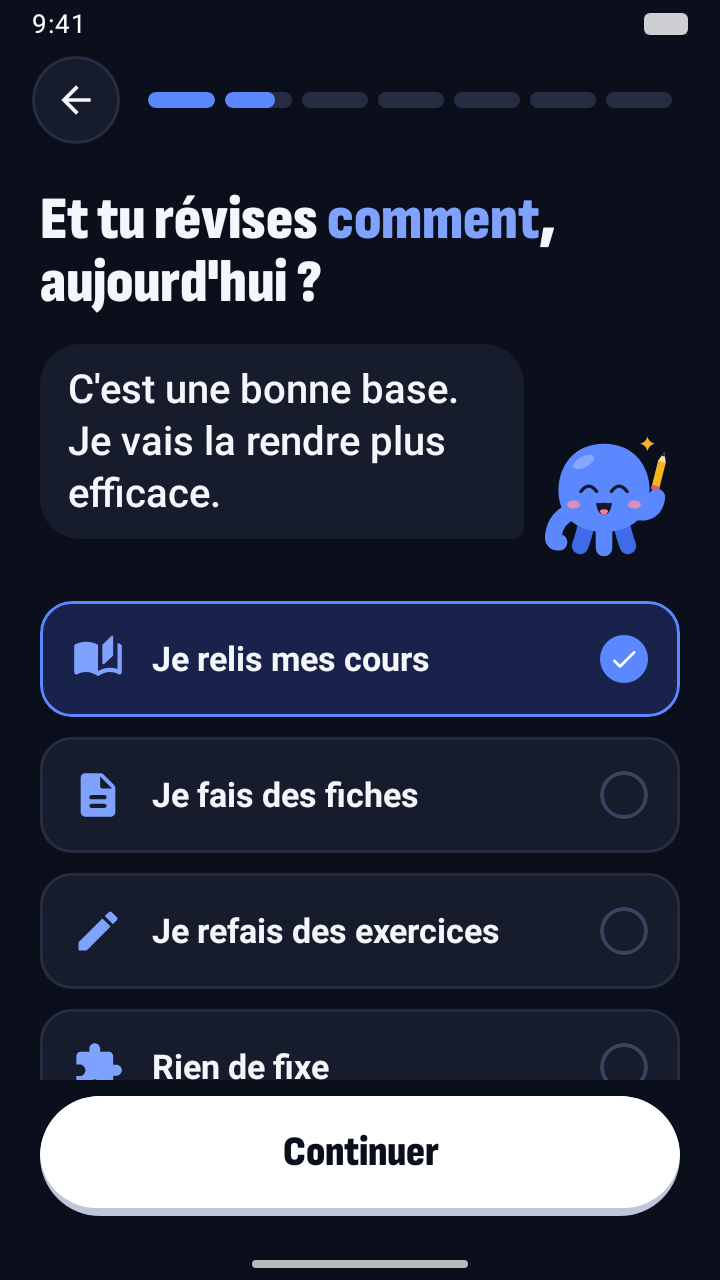 9:41
Et tu révises comment,
aujourd'hui ?
C'est une bonne base.
Je vais la rendre plus
efficace.
Je relis mes cours
Je fais des fiches
Je refais des exercices
Rien de fixe
Continuer